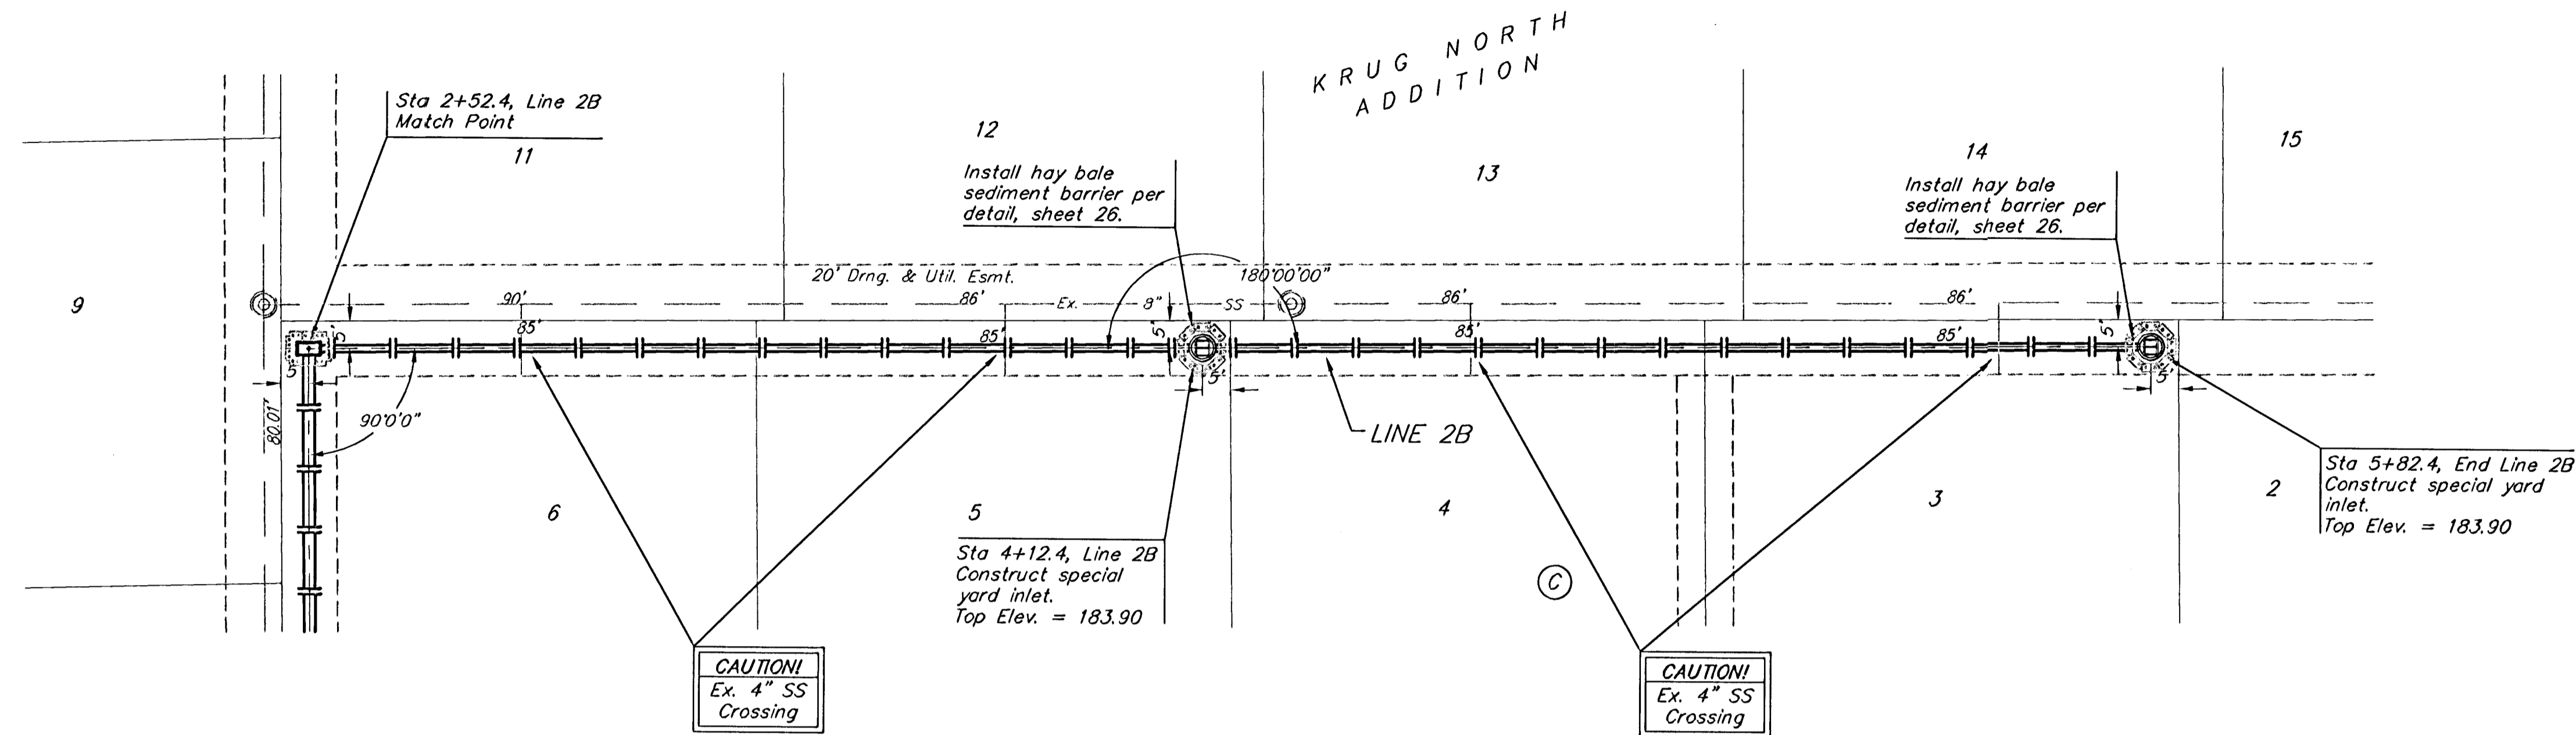 KRUG NORTH
ADDITION
Sta 2+52.4, Line 2B
Match Point
11
12
13
14
15
Install hay bale
sediment barrier per
detail, sheet 26.
Install hay bale
sediment barrier per
detail, sheet 26.
9
20' Drng. & Util. Esmt.
180°00'00"
90'
86'
Ex.
8"
SS
86'
86'
5'
85'
85'
5'
85'
85'
5'
5'
5'
5'
80.01'
90°0'0"
LINE 2B
6
5
4
3
2
Sta 4+12.4, Line 2B
Construct special
yard inlet.
Top Elev. = 183.90
Sta 5+82.4, End Line 2B
Construct special yard
inlet.
Top Elev. = 183.90
C
CAUTION!
Ex. 4" SS
Crossing
CAUTION!
Ex. 4" SS
Crossing